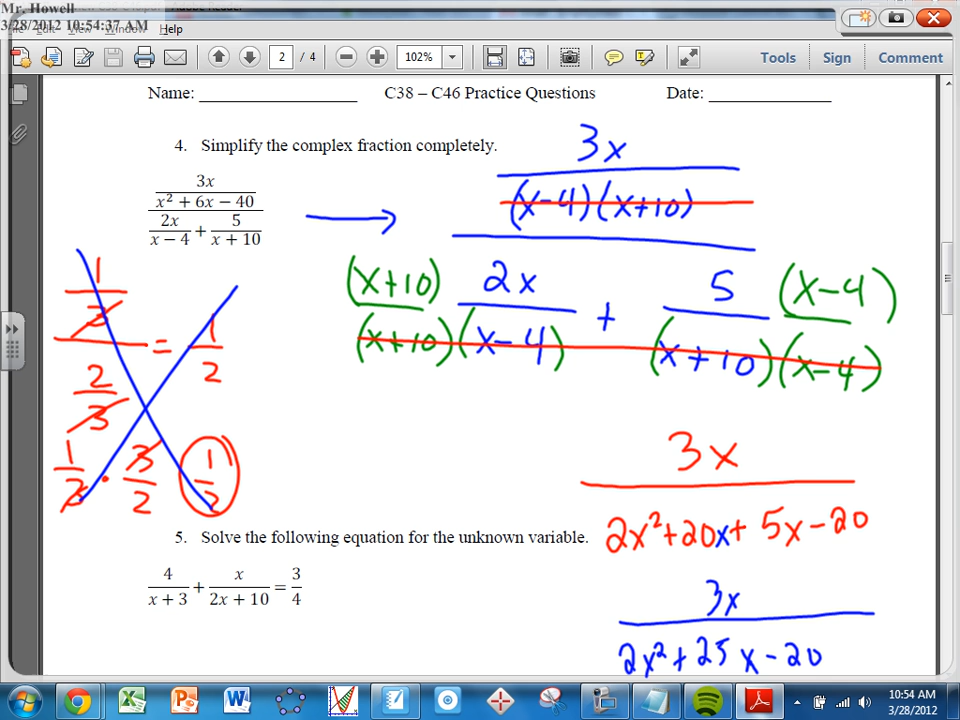 Mr. Howell
3/28/2012 10:54:37 AM
View Window Help
2 / 4 102% Tools Sign Comment
Name: __________________ C38 – C46 Practice Questions Date: ______________
4. Simplify the complex fraction completely.
3x
x² + 6x − 40
2x 5
x − 4 + x + 10
3x
(x-4)(x+10)
(x+10) 2x + 5 (x-4)
(x+10)(x-4) (x+10)(x-4)
1
3 = 1
2 2
3
1 · 3 1
2 2 2
3x
2x²+20x+ 5x-20
5. Solve the following equation for the unknown variable.
4 x 3
x + 3 + 2x + 10 = 4
3x
2x²+25x-20
10:54 AM
3/28/2012